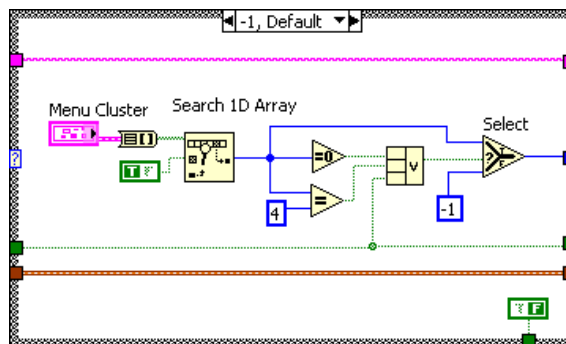 -1, Default
Menu Cluster
Search 1D Array
Select
?
T
=0
V
?
T
F
=
4
-1
F